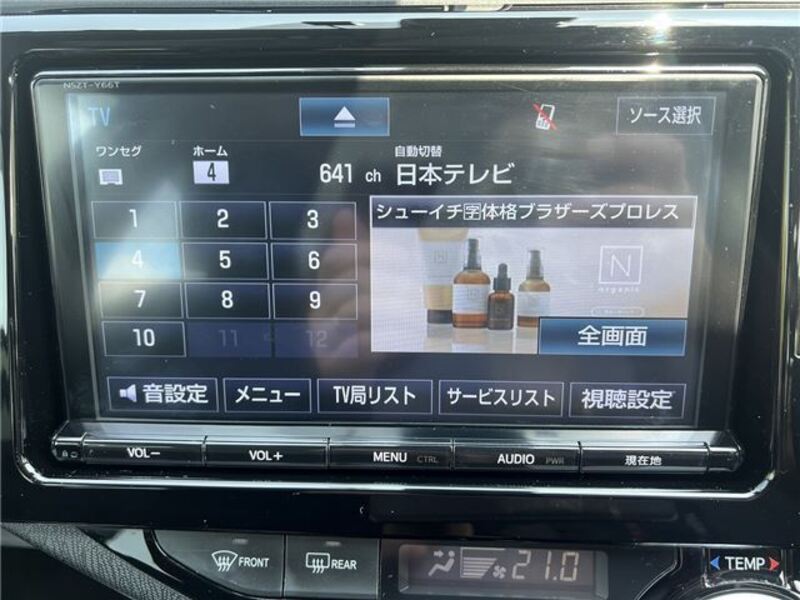 NSZT-Y66T
TV ソース選択
ワンセグ ホーム 自動切替
4 641 ch 日本テレビ
シューイチ字体格ブラザーズプロレス
1 2 3
4 5 6
7 8 9
10 11 12
N
organic
全画面
音設定 メニュー TV局リスト サービスリスト 視聴設定
VOL- VOL+ MENU CTRL AUDIO PWR 現在地
FRONT REAR 21.0 TEMP